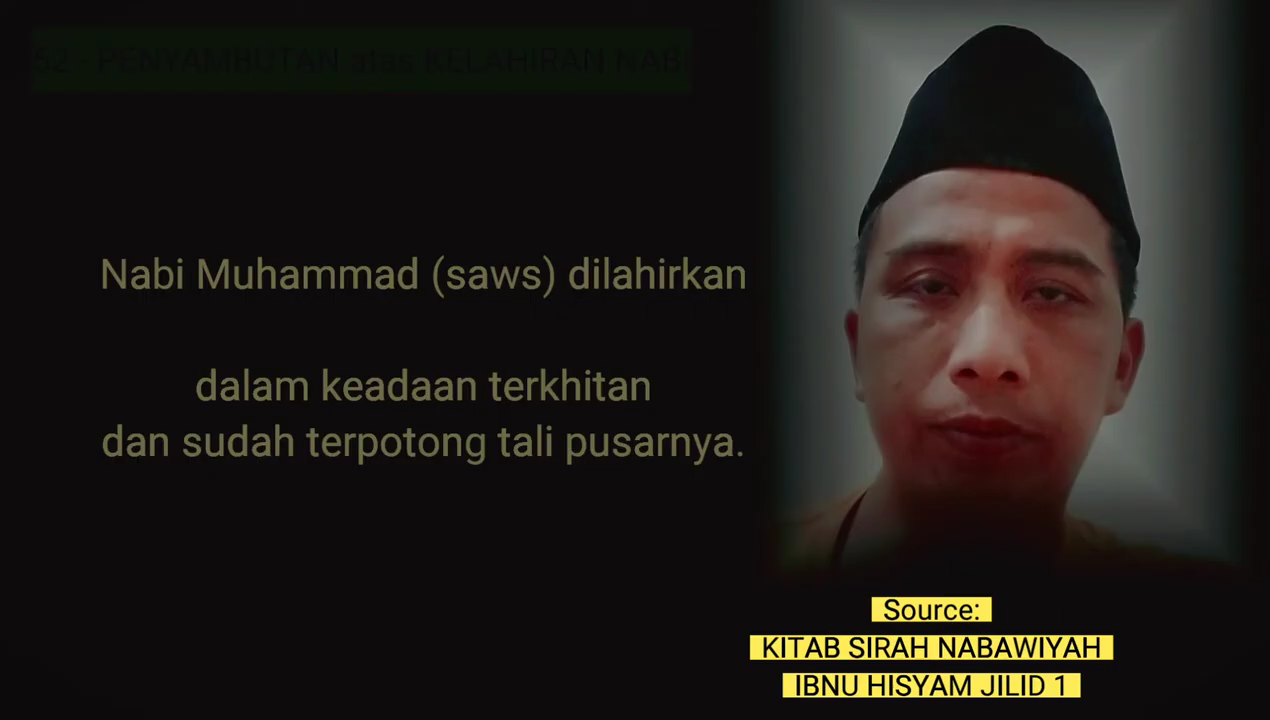 52 - PENYAMBUTAN atas KELAHIRAN NABI
Nabi Muhammad (saws) dilahirkan
dalam keadaan terkhitan
dan sudah terpotong tali pusarnya.
Source:
KITAB SIRAH NABAWIYAH
IBNU HISYAM JILID 1